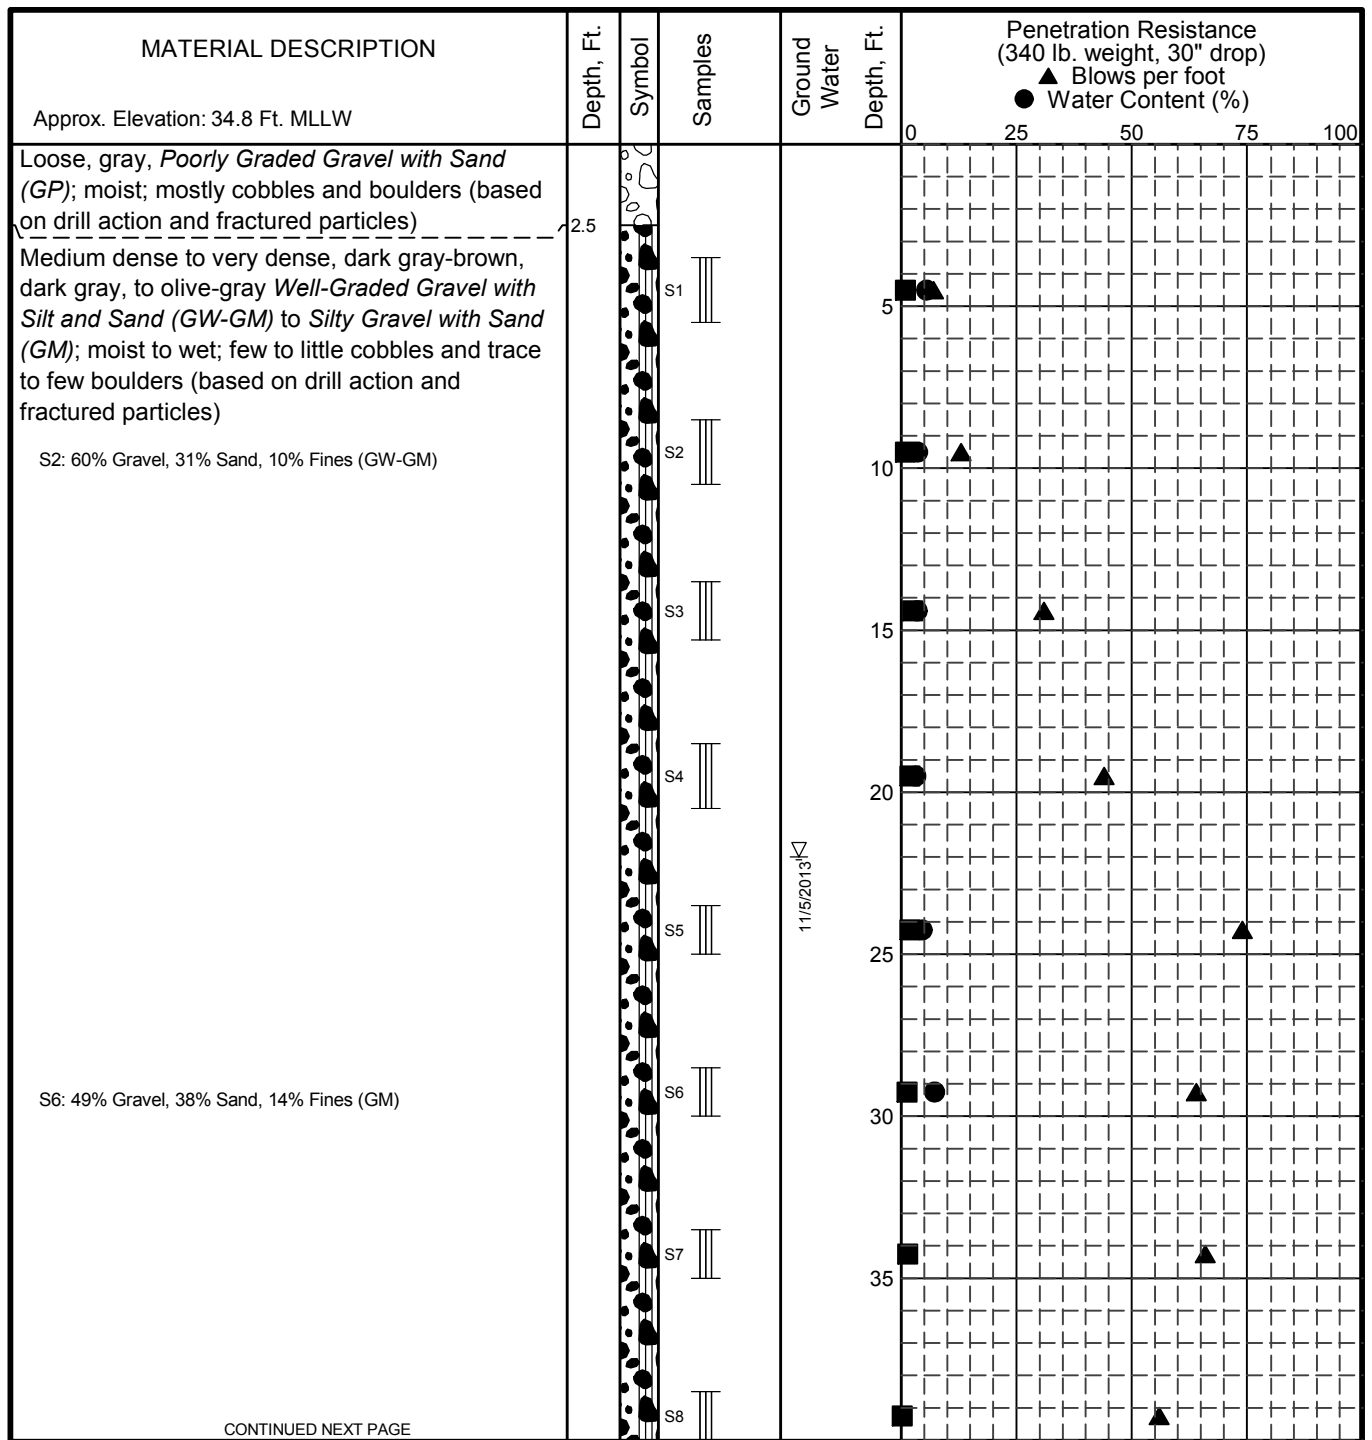 MATERIAL DESCRIPTION
Approx. Elevation: 34.8 Ft. MLLW
Depth, Ft.
Symbol
Samples
Ground
Water
Depth, Ft.
Penetration Resistance
(340 lb. weight, 30" drop)
▲ Blows per foot
● Water Content (%)
0 25 50 75 100
Loose, gray, Poorly Graded Gravel with Sand
(GP); moist; mostly cobbles and boulders (based
on drill action and fractured particles)
2.5
Medium dense to very dense, dark gray-brown,
dark gray, to olive-gray Well-Graded Gravel with
Silt and Sand (GW-GM) to Silty Gravel with Sand
(GM); moist to wet; few to little cobbles and trace
to few boulders (based on drill action and
fractured particles)
S1
5
S2: 60% Gravel, 31% Sand, 10% Fines (GW-GM)
S2
10
S3
15
S4
20
11/5/2013
S5
25
S6: 49% Gravel, 38% Sand, 14% Fines (GM)
S6
30
S7
35
S8
CONTINUED NEXT PAGE